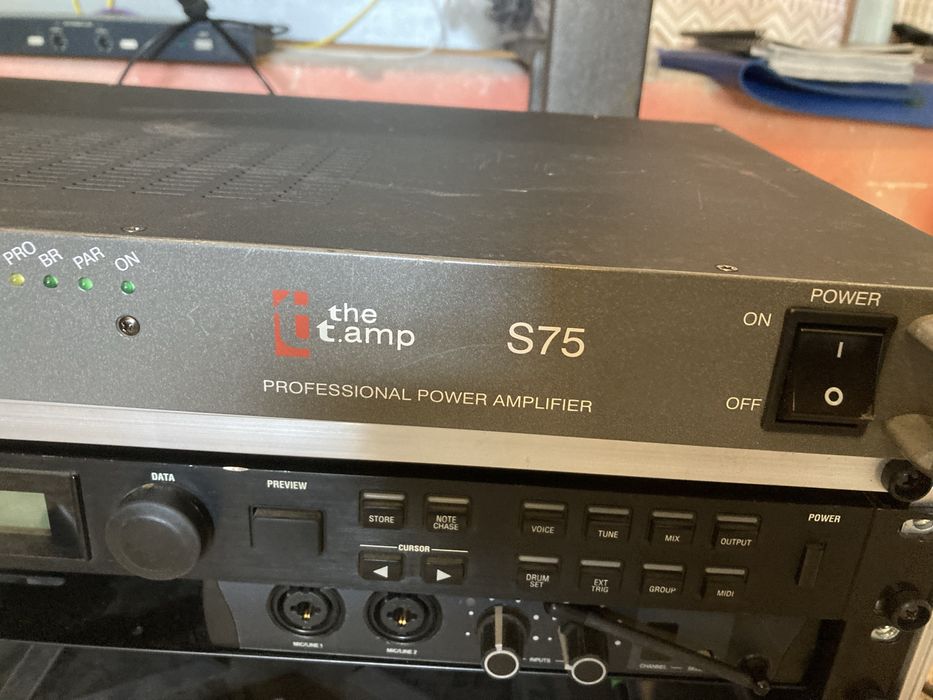 PRO BR PAR ON
the
t.amp
S75
PROFESSIONAL POWER AMPLIFIER
POWER
ON
I
O
OFF
DATA
PREVIEW
STORE
NOTE
CHASE
CURSOR
VOICE
TUNE
MIX
OUTPUT
DRUM
SET
EXT
TRIG
GROUP
MIDI
POWER
MIC/LINE 1
MIC/LINE 2
INPUTS
CHANNEL